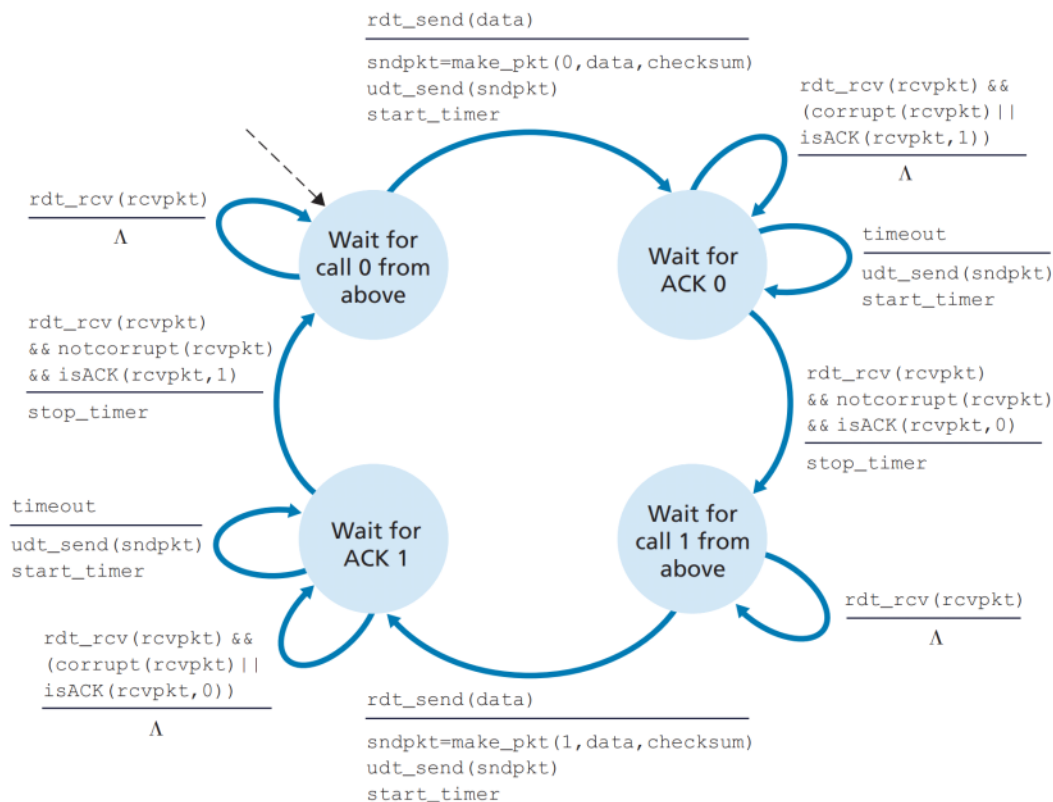 rdt_send(data)
sndpkt=make_pkt(0,data,checksum)
udt_send(sndpkt)
start_timer
rdt_rcv(rcvpkt) &&
(corrupt(rcvpkt)||
isACK(rcvpkt,1))
Λ
rdt_rcv(rcvpkt)
Λ
Wait for
call 0 from
above
Wait for
ACK 0
timeout
udt_send(sndpkt)
start_timer
rdt_rcv(rcvpkt)
&& notcorrupt(rcvpkt)
&& isACK(rcvpkt,1)
stop_timer
rdt_rcv(rcvpkt)
&& notcorrupt(rcvpkt)
&& isACK(rcvpkt,0)
stop_timer
timeout
udt_send(sndpkt)
start_timer
Wait for
ACK 1
Wait for
call 1 from
above
rdt_rcv(rcvpkt) &&
(corrupt(rcvpkt)||
isACK(rcvpkt,0))
Λ
rdt_rcv(rcvpkt)
Λ
rdt_send(data)
sndpkt=make_pkt(1,data,checksum)
udt_send(sndpkt)
start_timer